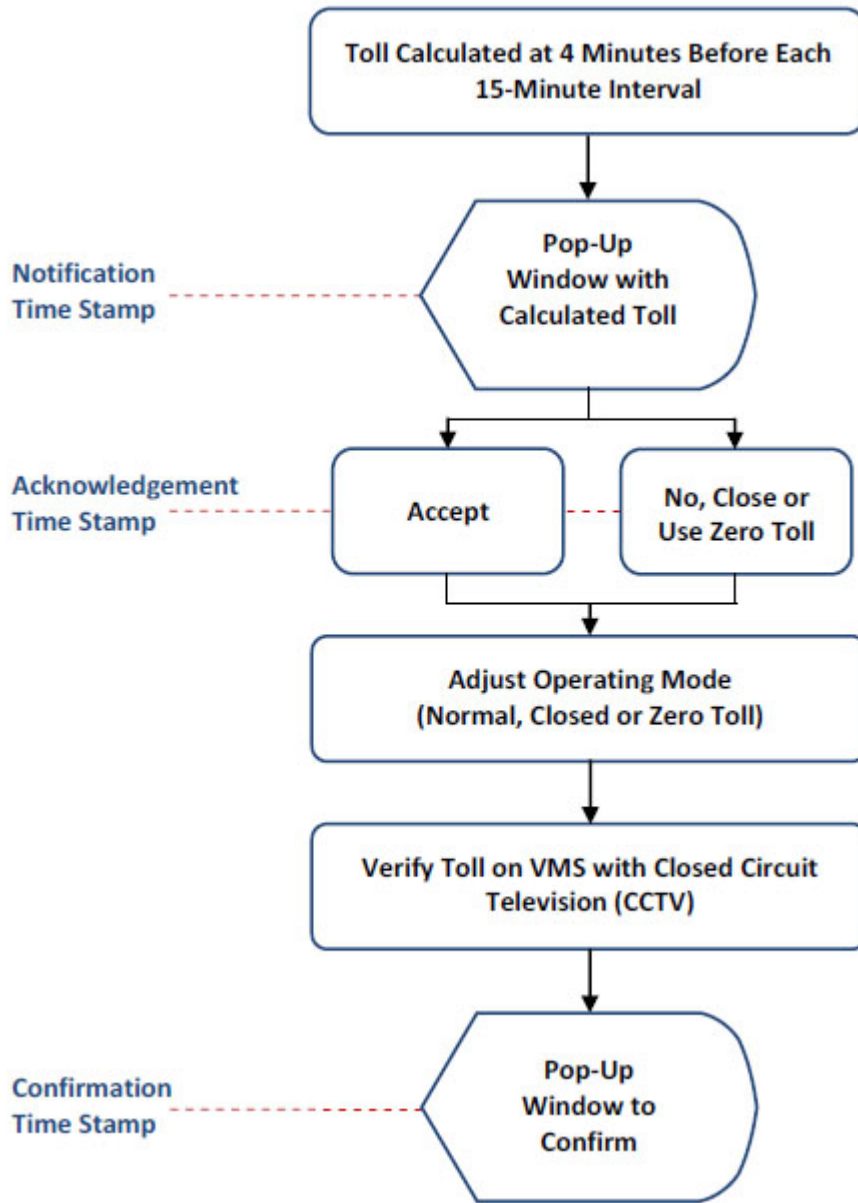 Toll Calculated at 4 Minutes Before Each
15-Minute Interval
Pop-Up
Window with
Calculated Toll
Notification
Time Stamp
Acknowledgement
Time Stamp
Accept
No, Close or
Use Zero Toll
Adjust Operating Mode
(Normal, Closed or Zero Toll)
Verify Toll on VMS with Closed Circuit
Television (CCTV)
Pop-Up
Window to
Confirm
Confirmation
Time Stamp